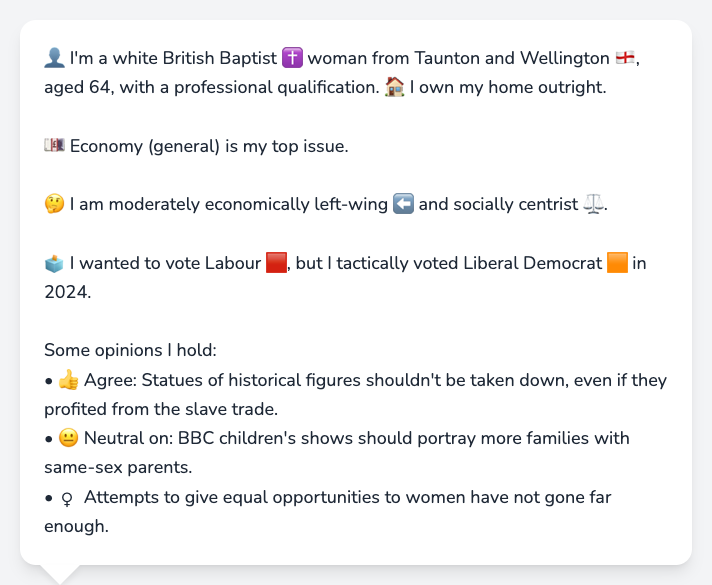 👤 I'm a white British Baptist ✝️ woman from Taunton and Wellington 🏴󠁧󠁢󠁥󠁮󠁧󠁿,
aged 64, with a professional qualification. 🏠 I own my home outright.
💷 Economy (general) is my top issue.
🤔 I am moderately economically left-wing ⬅️ and socially centrist ⚖️.
🗳️ I wanted to vote Labour 🟥, but I tactically voted Liberal Democrat 🟧 in
2024.
Some opinions I hold:
• 👍 Agree: Statues of historical figures shouldn't be taken down, even if they
profited from the slave trade.
• 😐 Neutral on: BBC children's shows should portray more families with
same-sex parents.
• ♀ Attempts to give equal opportunities to women have not gone far
enough.